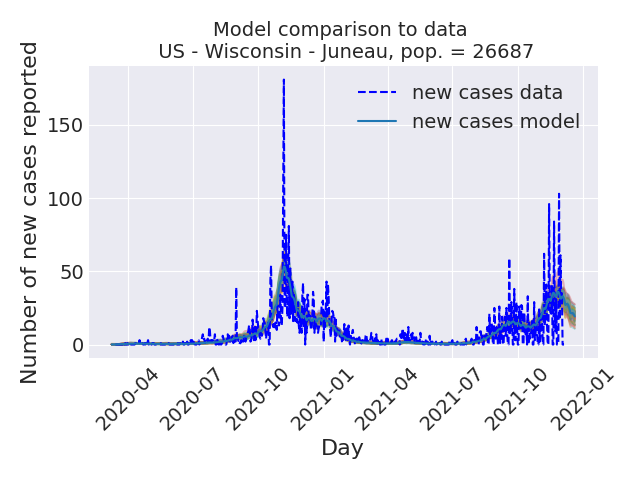 Model comparison to data
US - Wisconsin - Juneau, pop. = 26687
new cases data
new cases model
Number of new cases reported
150
100
50
0
2020-04
2020-07
2020-10
2021-01
2021-04
2021-07
2021-10
2022-01
Day